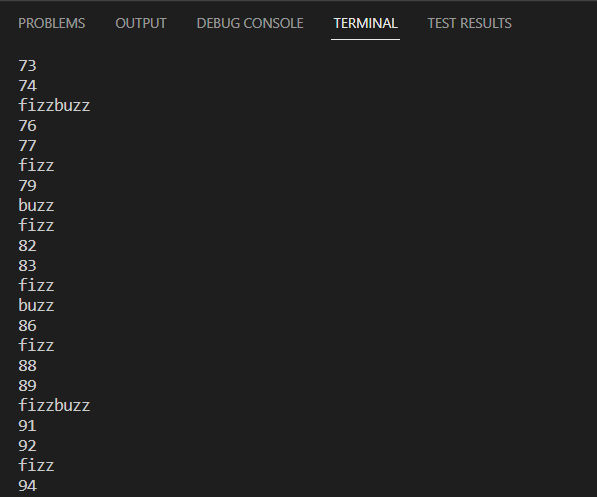 PROBLEMS OUTPUT DEBUG CONSOLE TERMINAL TEST RESULTS
73
74
fizzbuzz
76
77
fizz
79
buzz
fizz
82
83
fizz
buzz
86
fizz
88
89
fizzbuzz
91
92
fizz
94